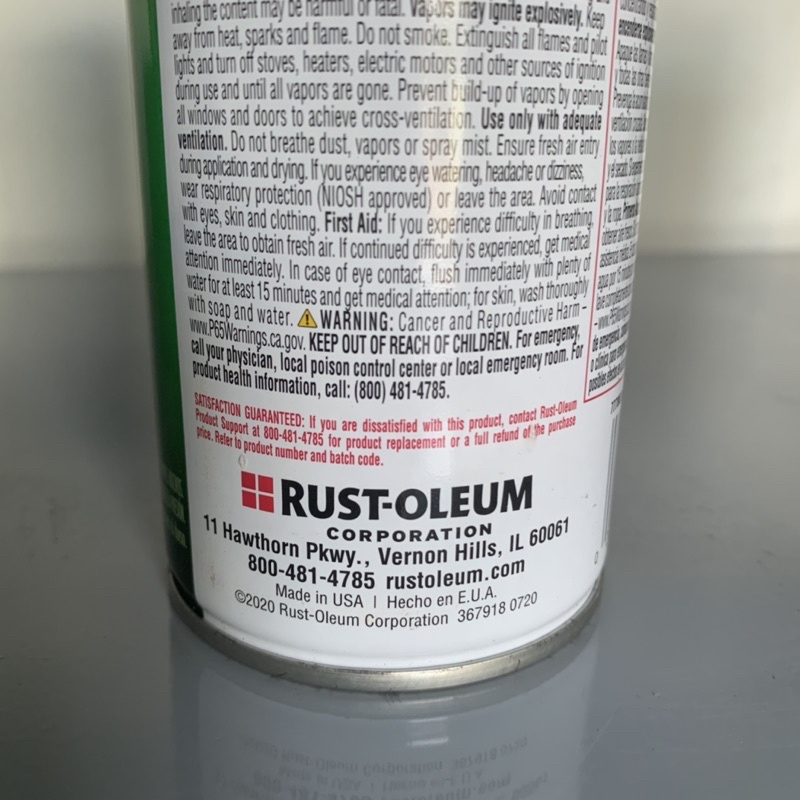 inhaling the content may be harmful or fatal. Vapors may ignite explosively. Keep
away from heat, sparks and flame. Do not smoke. Extinguish all flames and pilot
lights and turn off stoves, heaters, electric motors and other sources of ignition
during use and until all vapors are gone. Prevent build-up of vapors by opening
all windows and doors to achieve cross-ventilation. Use only with adequate
ventilation. Do not breathe dust, vapors or spray mist. Ensure fresh air entry
during application and drying. If you experience eye watering, headache or dizziness,
wear respiratory protection (NIOSH approved) or leave the area. Avoid contact
with eyes, skin and clothing. First Aid: If you experience difficulty in breathing,
leave the area to obtain fresh air. If continued difficulty is experienced, get medical
attention immediately. In case of eye contact, flush immediately with plenty of
water for at least 15 minutes and get medical attention; for skin, wash thoroughly
with soap and water. ⚠WARNING: Cancer and Reproductive Harm –
www.P65Warnings.ca.gov. KEEP OUT OF REACH OF CHILDREN. For emergency,
call your physician, local poison control center or local emergency room. For
product health information, call: (800) 481-4785.
SATISFACTION GUARANTEED: If you are dissatisfied with this product, contact Rust-Oleum
Product Support at 800-481-4785 for product replacement or a full refund of the purchase
price. Refer to product number and batch code.
RUST-OLEUM
CORPORATION
11 Hawthorn Pkwy., Vernon Hills, IL 60061
800-481-4785 rustoleum.com
Made in USA | Hecho en E.U.A.
©2020 Rust-Oleum Corporation 367918 0720